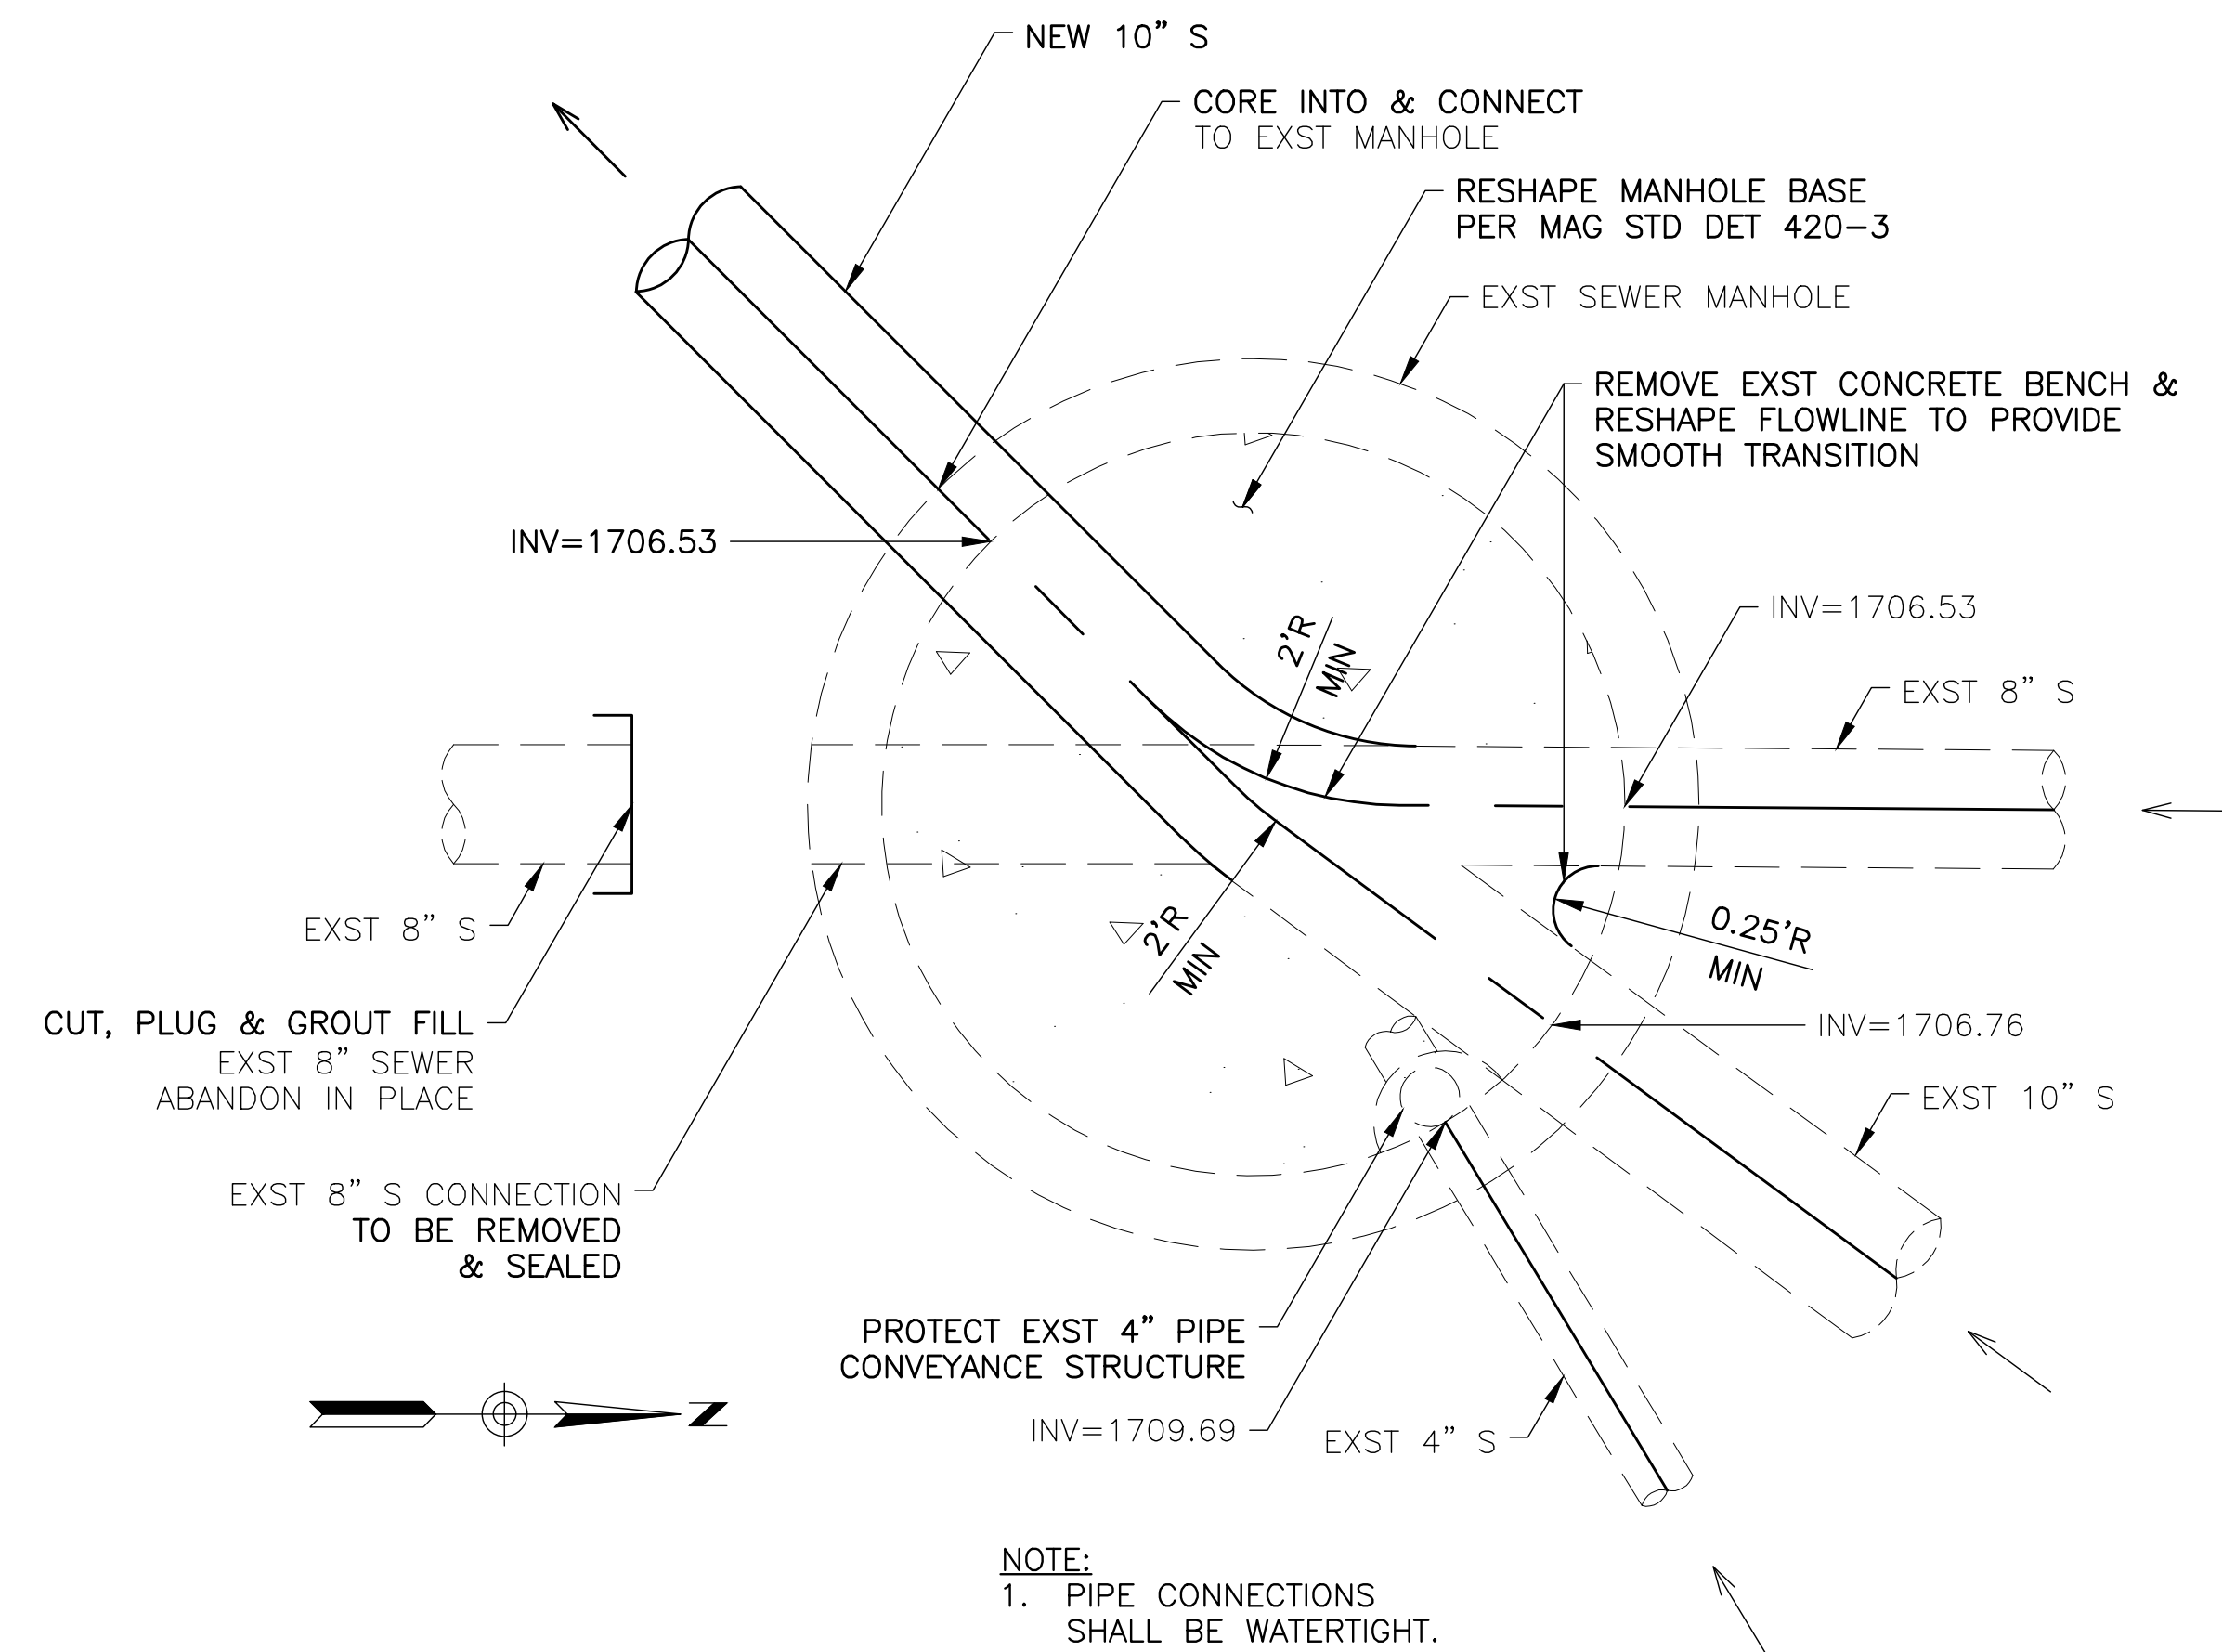 NEW 10" S
CORE INTO & CONNECT
TO EXST MANHOLE
RESHAPE MANHOLE BASE
PER MAG STD DET 420-3
EXST SEWER MANHOLE
REMOVE EXST CONCRETE BENCH &
RESHAPE FLOWLINE TO PROVIDE
SMOOTH TRANSITION
INV=1706.53
INV=1706.53
2'R
MIN
EXST 8" S
EXST 8" S
2'R
MIN
0.25'R
MIN
CUT, PLUG & GROUT FILL
EXST 8" SEWER
ABANDON IN PLACE
INV=1706.76
EXST 10" S
EXST 8" S CONNECTION
TO BE REMOVED
& SEALED
PROTECT EXST 4" PIPE
CONVEYANCE STRUCTURE
INV=1709.69
EXST 4" S
N
NOTE:
1. PIPE CONNECTIONS
SHALL BE WATERTIGHT.